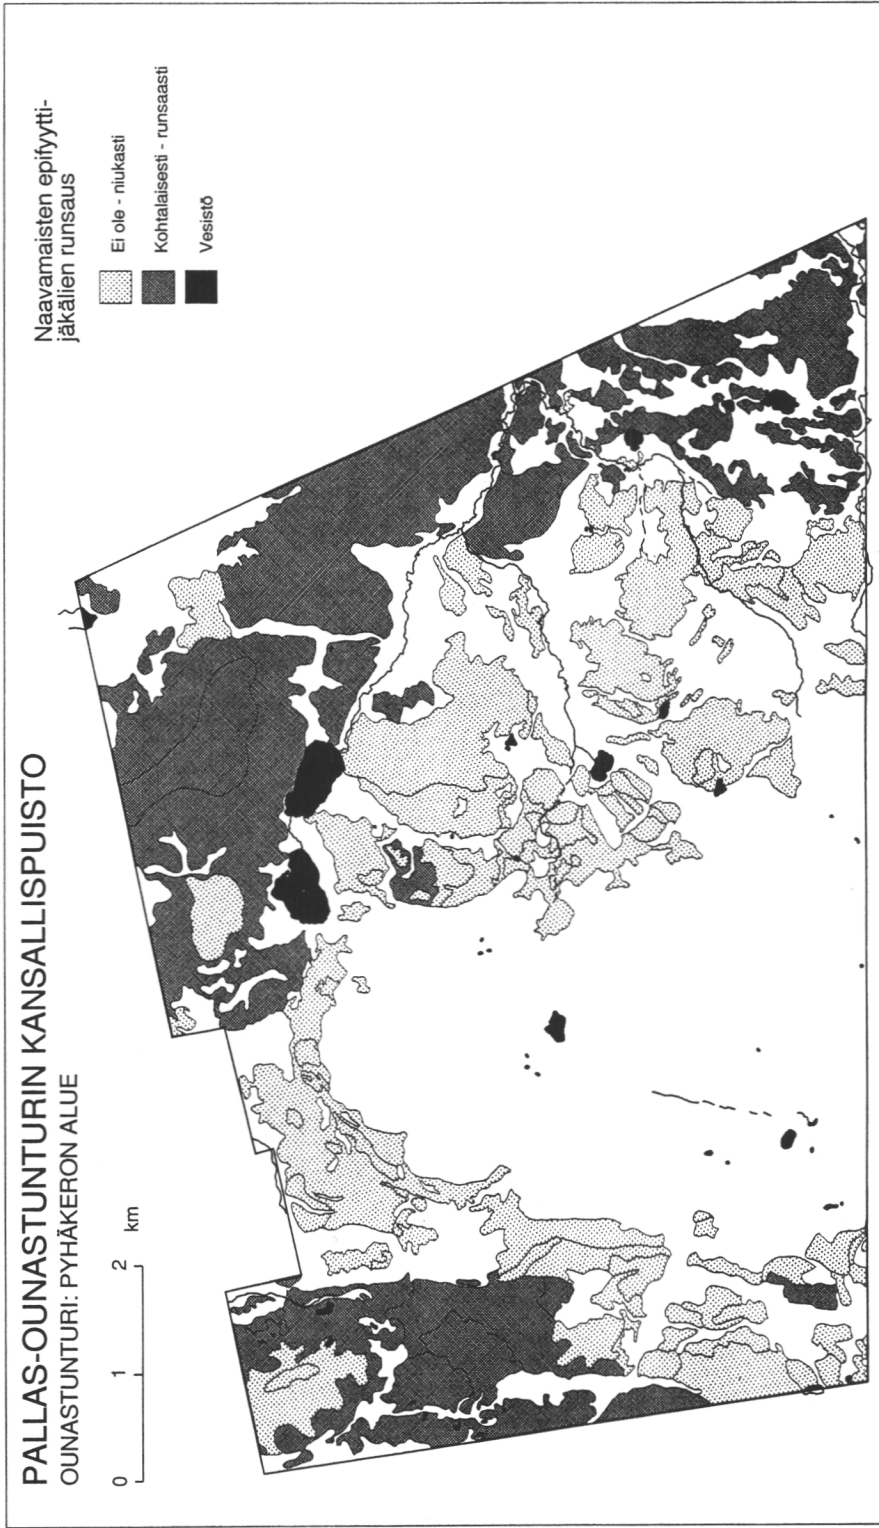 PALLAS-OUNASTUNTURIN KANSALLISPUISTO
OUNASTUNTURI: PYHÄKERON ALUE
0 1 2 km
Naavamaisten epifyytti-
jäkälien runsaus
Ei ole - niukasti
Kohtalaisesti - runsaasti
Vesistö